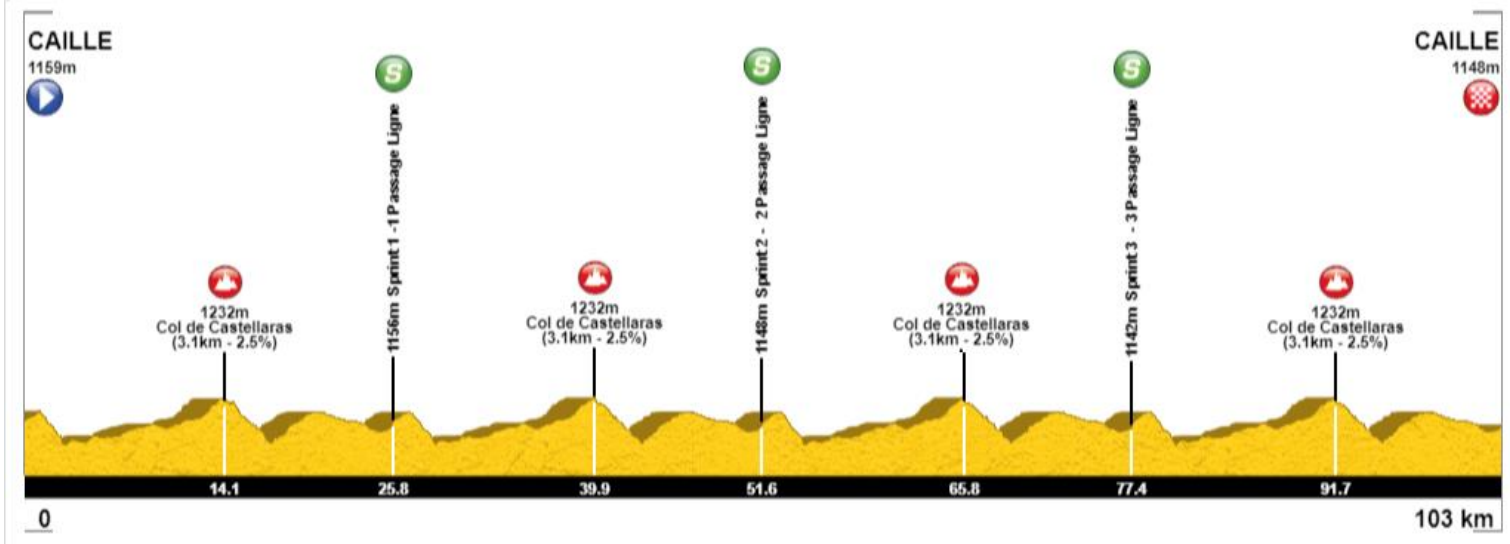 CAILLE
1159m
S
1156m Sprint 1 -1 Passage Ligne
S
1148m Sprint 2 - 2 Passage Ligne
S
1142m Sprint 3 - 3 Passage Ligne
CAILLE
1148m
1232m
Col de Castellaras
(3.1km - 2.5%)
1232m
Col de Castellaras
(3.1km - 2.5%)
1232m
Col de Castellaras
(3.1km - 2.5%)
1232m
Col de Castellaras
(3.1km - 2.5%)
14.1 25.8 39.9 51.6 65.8 77.4 91.7
0 103 km